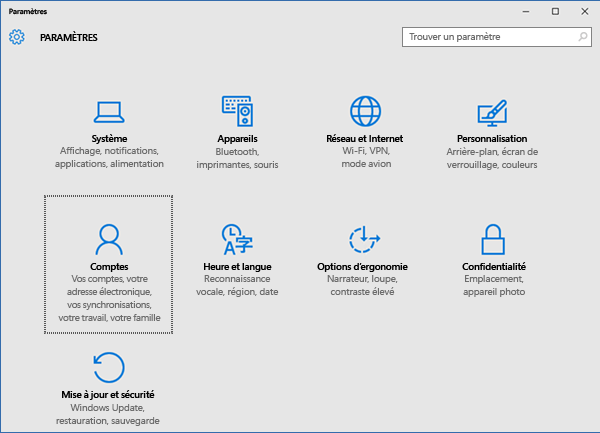 Paramètres
PARAMÈTRES
Trouver un paramètre
Système
Affichage, notifications,
applications, alimentation
Appareils
Bluetooth,
imprimantes, souris
Réseau et Internet
Wi-Fi, VPN,
mode avion
Personnalisation
Arrière-plan, écran de
verrouillage, couleurs
Comptes
Vos comptes, votre
adresse électronique,
vos synchronisations,
votre travail, votre famille
A字
Heure et langue
Reconnaissance
vocale, région, date
Options d'ergonomie
Narrateur, loupe,
contraste élevé
Confidentialité
Emplacement,
appareil photo
Mise à jour et sécurité
Windows Update,
restauration, sauvegarde